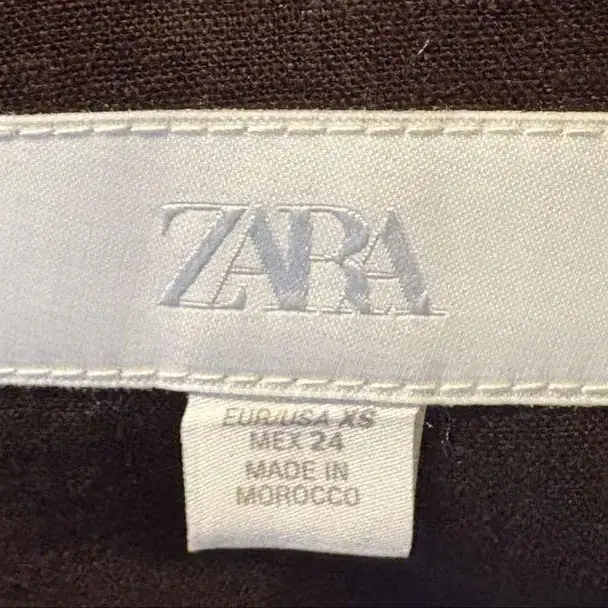 ZARA
EUR/USA XS
MEX 24
MADE IN
MOROCCO